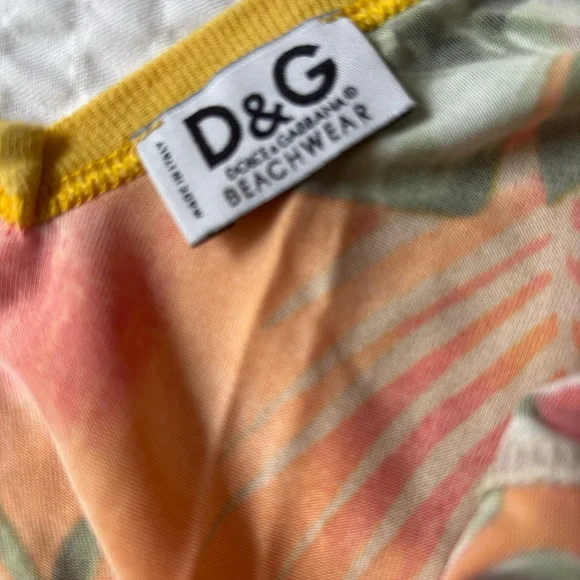 D&G
DOLCE & GABBANA®
BEACHWEAR
MADE IN ITALY